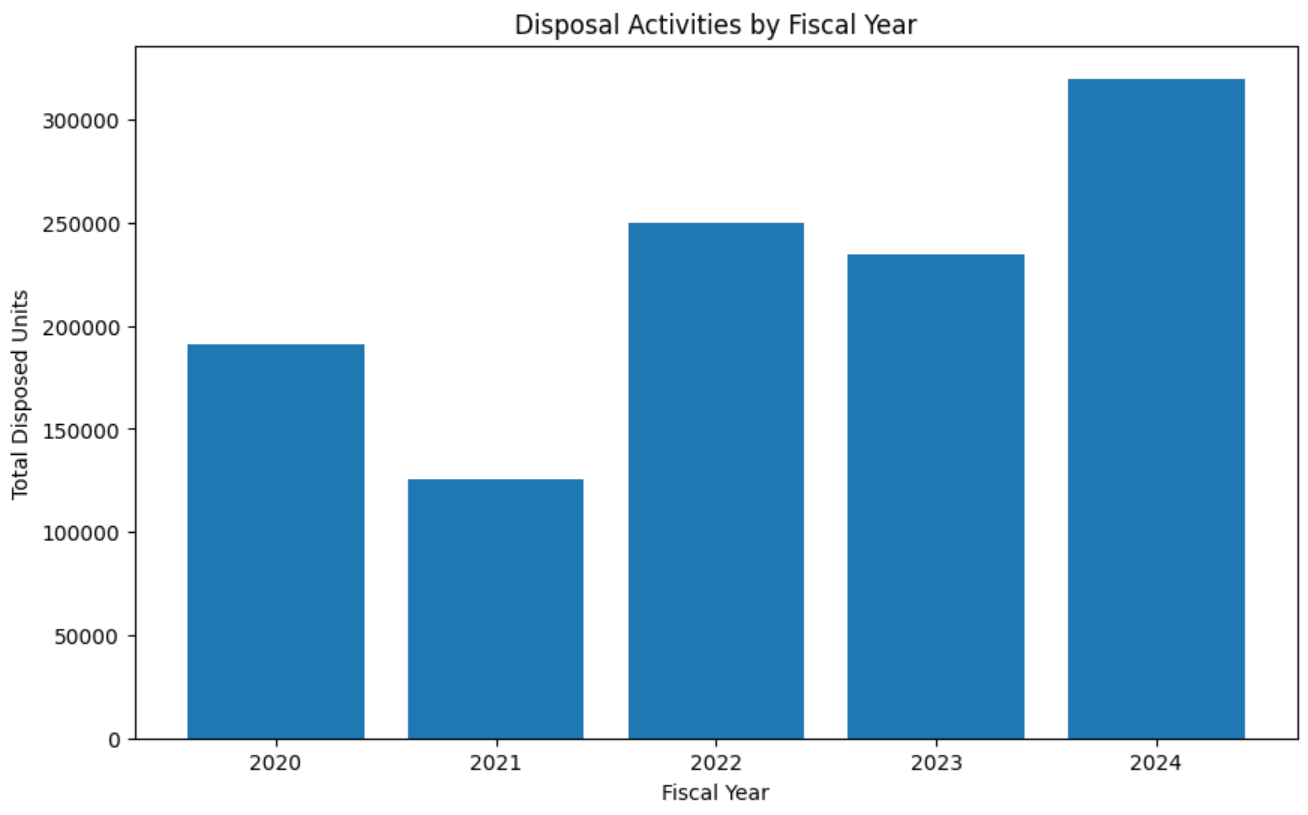 Disposal Activities by Fiscal Year
300000
250000
200000
150000
100000
50000
0
Total Disposed Units
2020 2021 2022 2023 2024
Fiscal Year